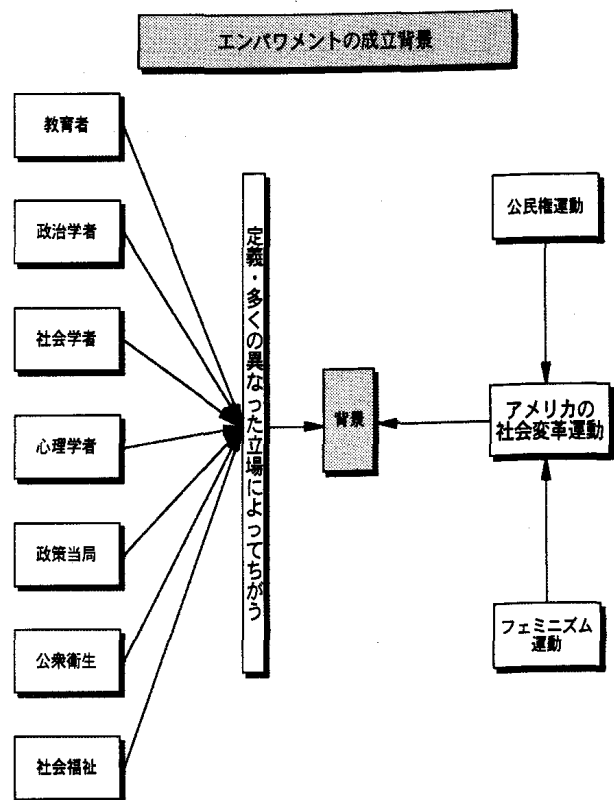 エンパワメントの成立背景
教育者
政治学者
社会学者
心理学者
政策当局
公衆衛生
社会福祉
定義・多くの異なった立場によってちがう
背景
公民権運動
アメリカの
社会変革運動
フェミニズム
運動